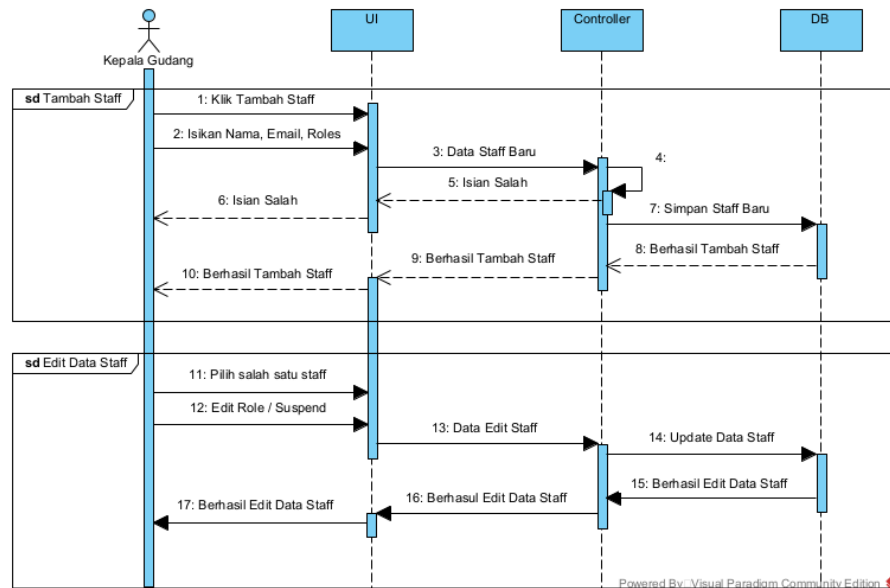 UI
Controller
DB
Kepala Gudang
sd Tambah Staff
1: Klik Tambah Staff
2: Isikan Nama, Email, Roles
3: Data Staff Baru
4:
5: Isian Salah
6: Isian Salah
7: Simpan Staff Baru
8: Berhasil Tambah Staff
9: Berhasil Tambah Staff
10: Berhasil Tambah Staff
sd Edit Data Staff
11: Pilih salah satu staff
12: Edit Role / Suspend
13: Data Edit Staff
14: Update Data Staff
15: Berhasil Edit Data Staff
16: Berhasul Edit Data Staff
17: Berhasil Edit Data Staff
Powered By Visual Paradigm Community Edition